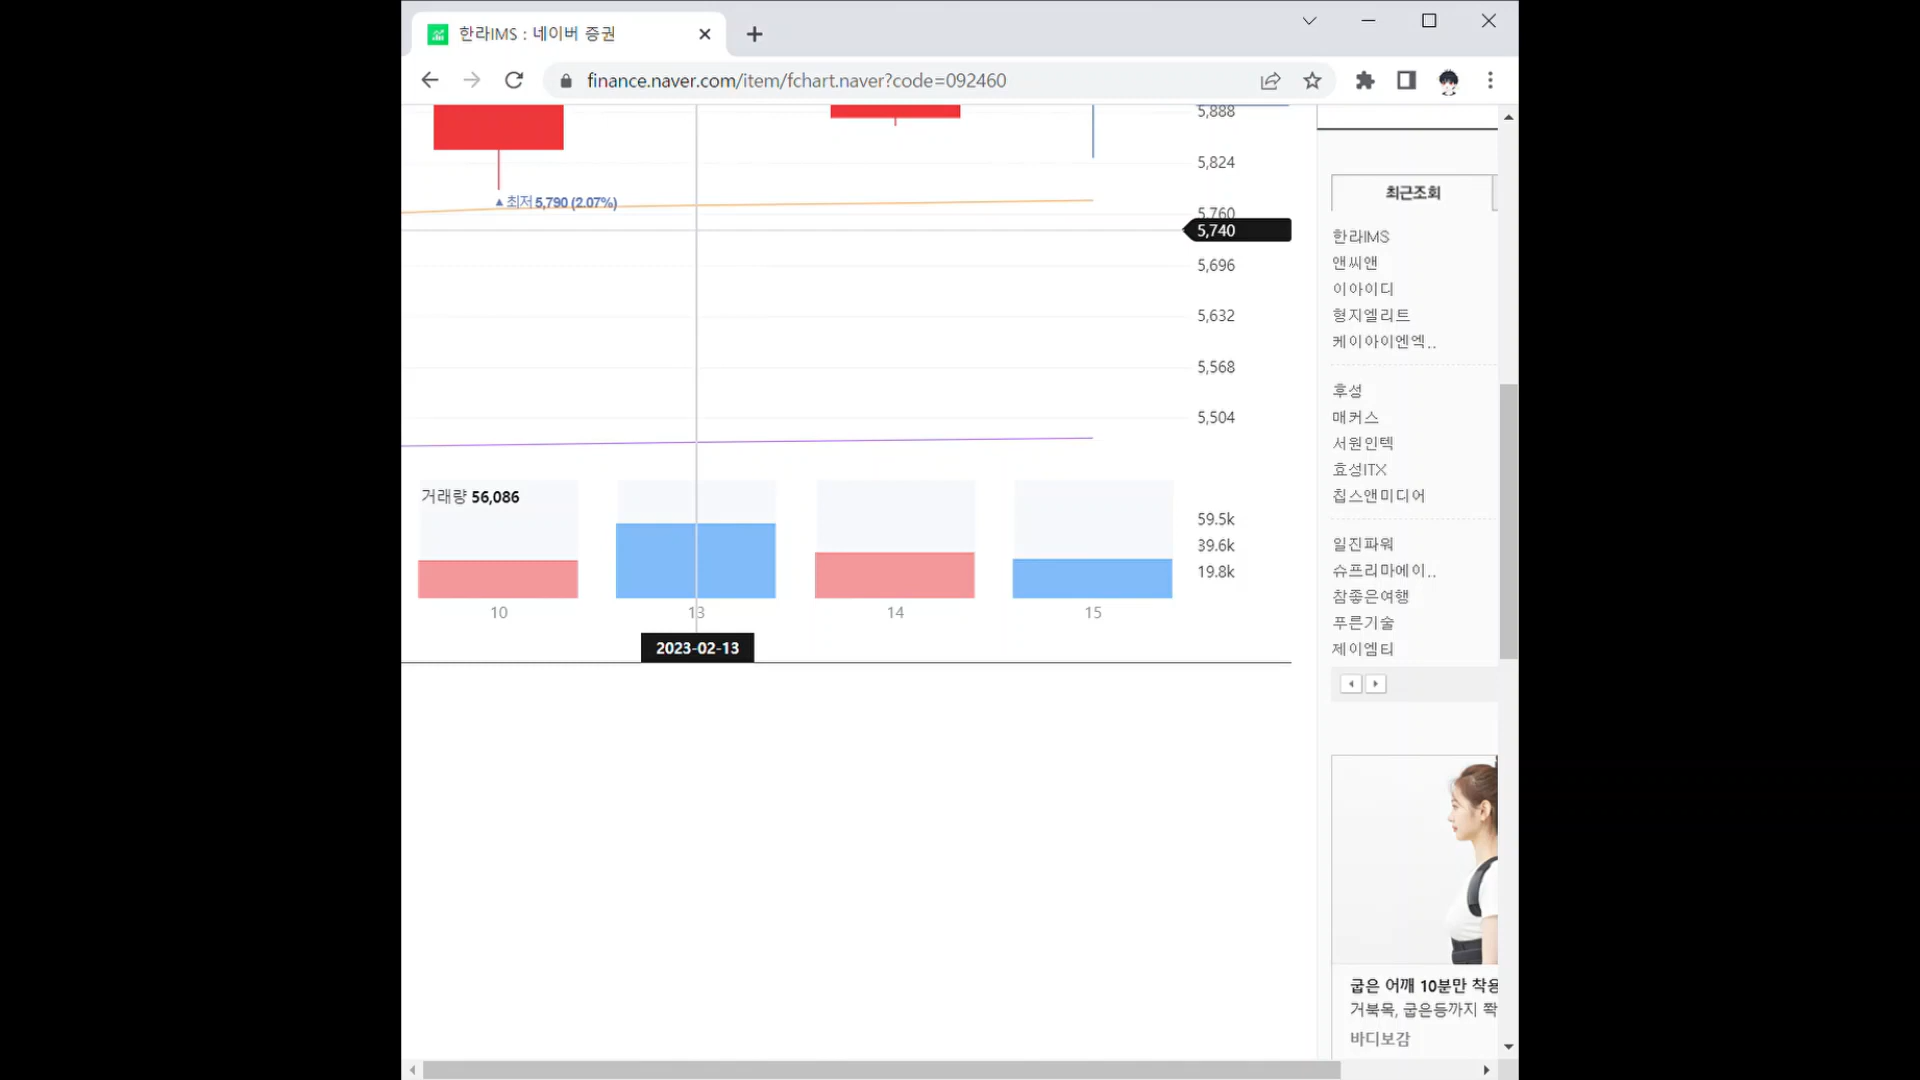 한라IMS : 네이버 증권
finance.naver.com/item/fchart.naver?code=092460
5,888
5,824
▲최저 5,790 (2.07%)
5,760
5,740
5,696
5,632
5,568
5,504
거래량 56,086
59.5k
39.6k
19.8k
10
13
14
15
2023-02-13
최근조회
한라IMS
앤씨앤
이아이디
형지엘리트
케이아이엔엑..
후성
매커스
서원인텍
효성ITX
칩스앤미디어
일진파워
슈프리마에이..
참좋은여행
푸른기술
제이엠티
굽은 어깨 10분만 착용
거북목, 굽은등까지 쫙
바디보감